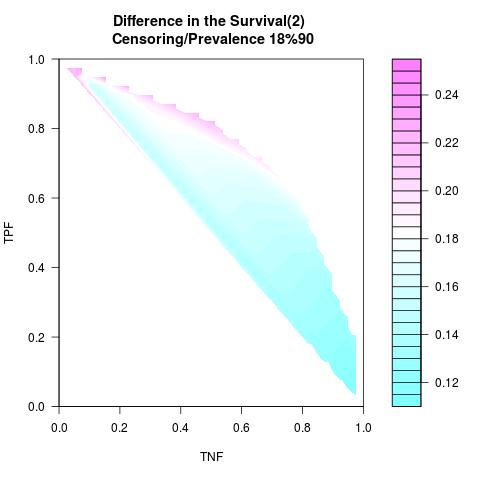 Difference in the Survival(2)
Censoring/Prevalence 18%90
1.0
0.8
0.6
0.4
0.2
0.0
TPF
0.0 0.2 0.4 0.6 0.8 1.0
TNF
0.24
0.22
0.20
0.18
0.16
0.14
0.12